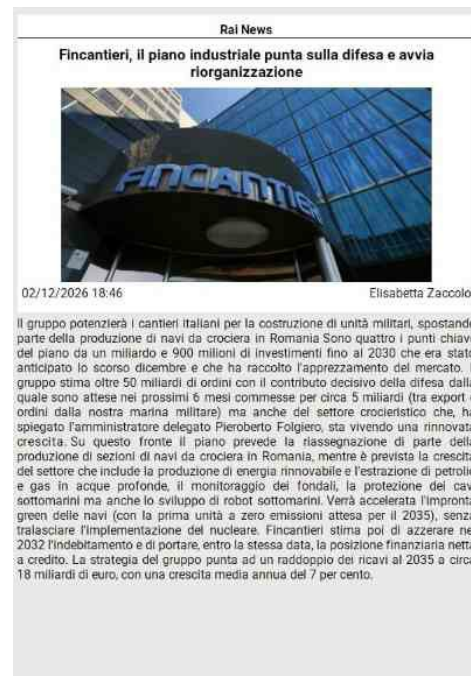 Rai News
Fincantieri, il piano industriale punta sulla difesa e avvia
riorganizzazione
FINCANTIERI
02/12/2026 18:46
Elisabetta Zaccolo
Il gruppo potenzierà i cantieri italiani per la costruzione di unità militari, spostando
parte della produzione di navi da crociera in Romania Sono quattro i punti chiave
del piano da un miliardo e 900 milioni di investimenti fino al 2030 che era stato
anticipato lo scorso dicembre e che ha raccolto l'apprezzamento del mercato.
gruppo stima oltre 50 miliardi di ordini con il contributo decisivo della difesa dalla
quale sono attese nei prossimi 6 mesi commesse per circa 5 miliardi (tra export
ordini dalla nostra marina militare) ma anche del settore crocieristico che, ha
spiegato l'amministratore delegato Pieroberto Folgiero, sta vivendo una rinnovata
crescita. Su questo fronte il piano prevede la riassegnazione di parte della
produzione di sezioni di navi da crociera in Romania, mentre è prevista la crescita
del settore che include la produzione di energia rinnovabile e l'estrazione di petrolio
e gas in acque profonde, il monitoraggio dei fondali, la protezione dei cavi
sottomarini ma anche lo sviluppo di robot sottomarini. Verrà accelerata l'impronta
green delle navi (con la prima unità a zero emissioni attesa per il 2035), senza
tralasciare l'implementazione del nucleare. Fincantieri stima poi di azzerare nel
2032 l'indebitamento e di portare, entro la stessa data, la posizione finanziaria netta
a credito. La strategia del gruppo punta ad un raddoppio dei ricavi al 2035 a circa
18 miliardi di euro, con una crescita media annua del 7 per cento.